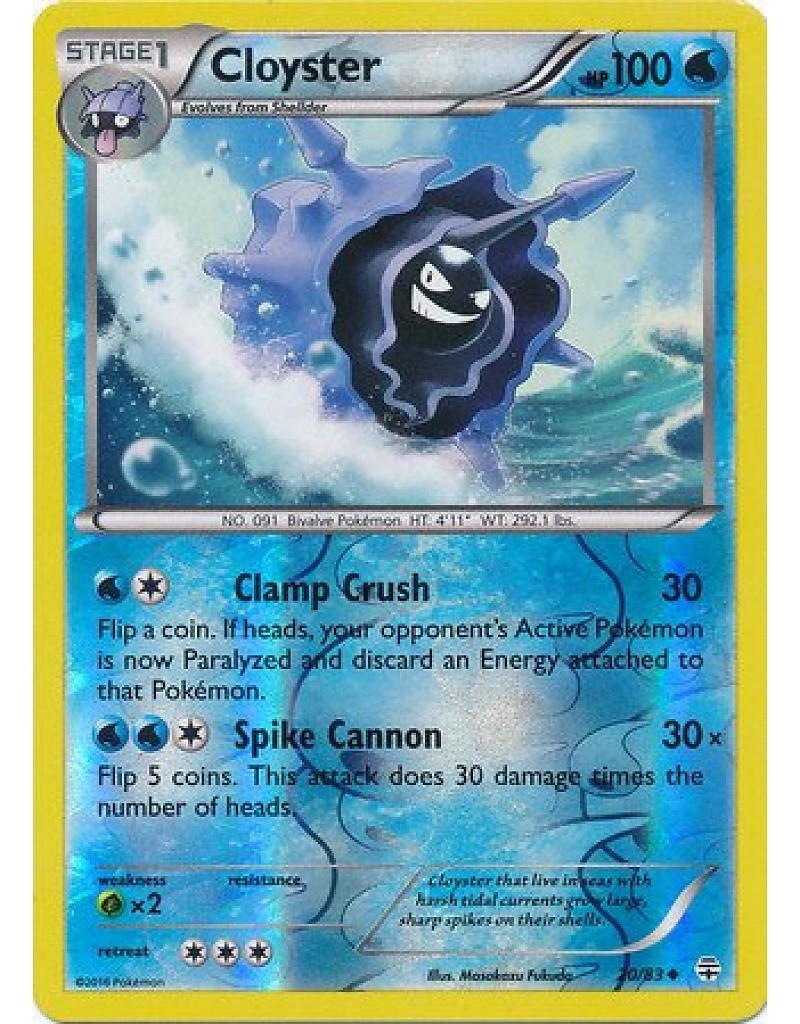 STAGE1
Cloyster
HP100
Evolves from Shellder
NO. 091 Bivalve Pokémon HT: 4'11" WT: 292.1 lbs.
Clamp Crush 30
Flip a coin. If heads, your opponent's Active Pokémon
is now Paralyzed and discard an Energy attached to
that Pokémon.
Spike Cannon 30×
Flip 5 coins. This attack does 30 damage times the
number of heads.
weakness resistance
×2
Cloyster that live in seas with
harsh tidal currents grow large,
sharp spikes on their shells.
retreat
©2016 Pokémon
Illus. Masakazu Fukuda
20/83